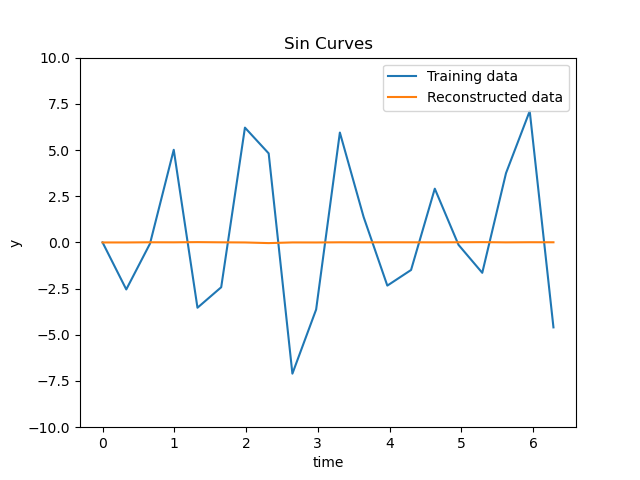 Sin Curves
Training data
Reconstructed data
10.0
7.5
5.0
2.5
0.0
−2.5
−5.0
−7.5
−10.0
y
0 1 2 3 4 5 6
time